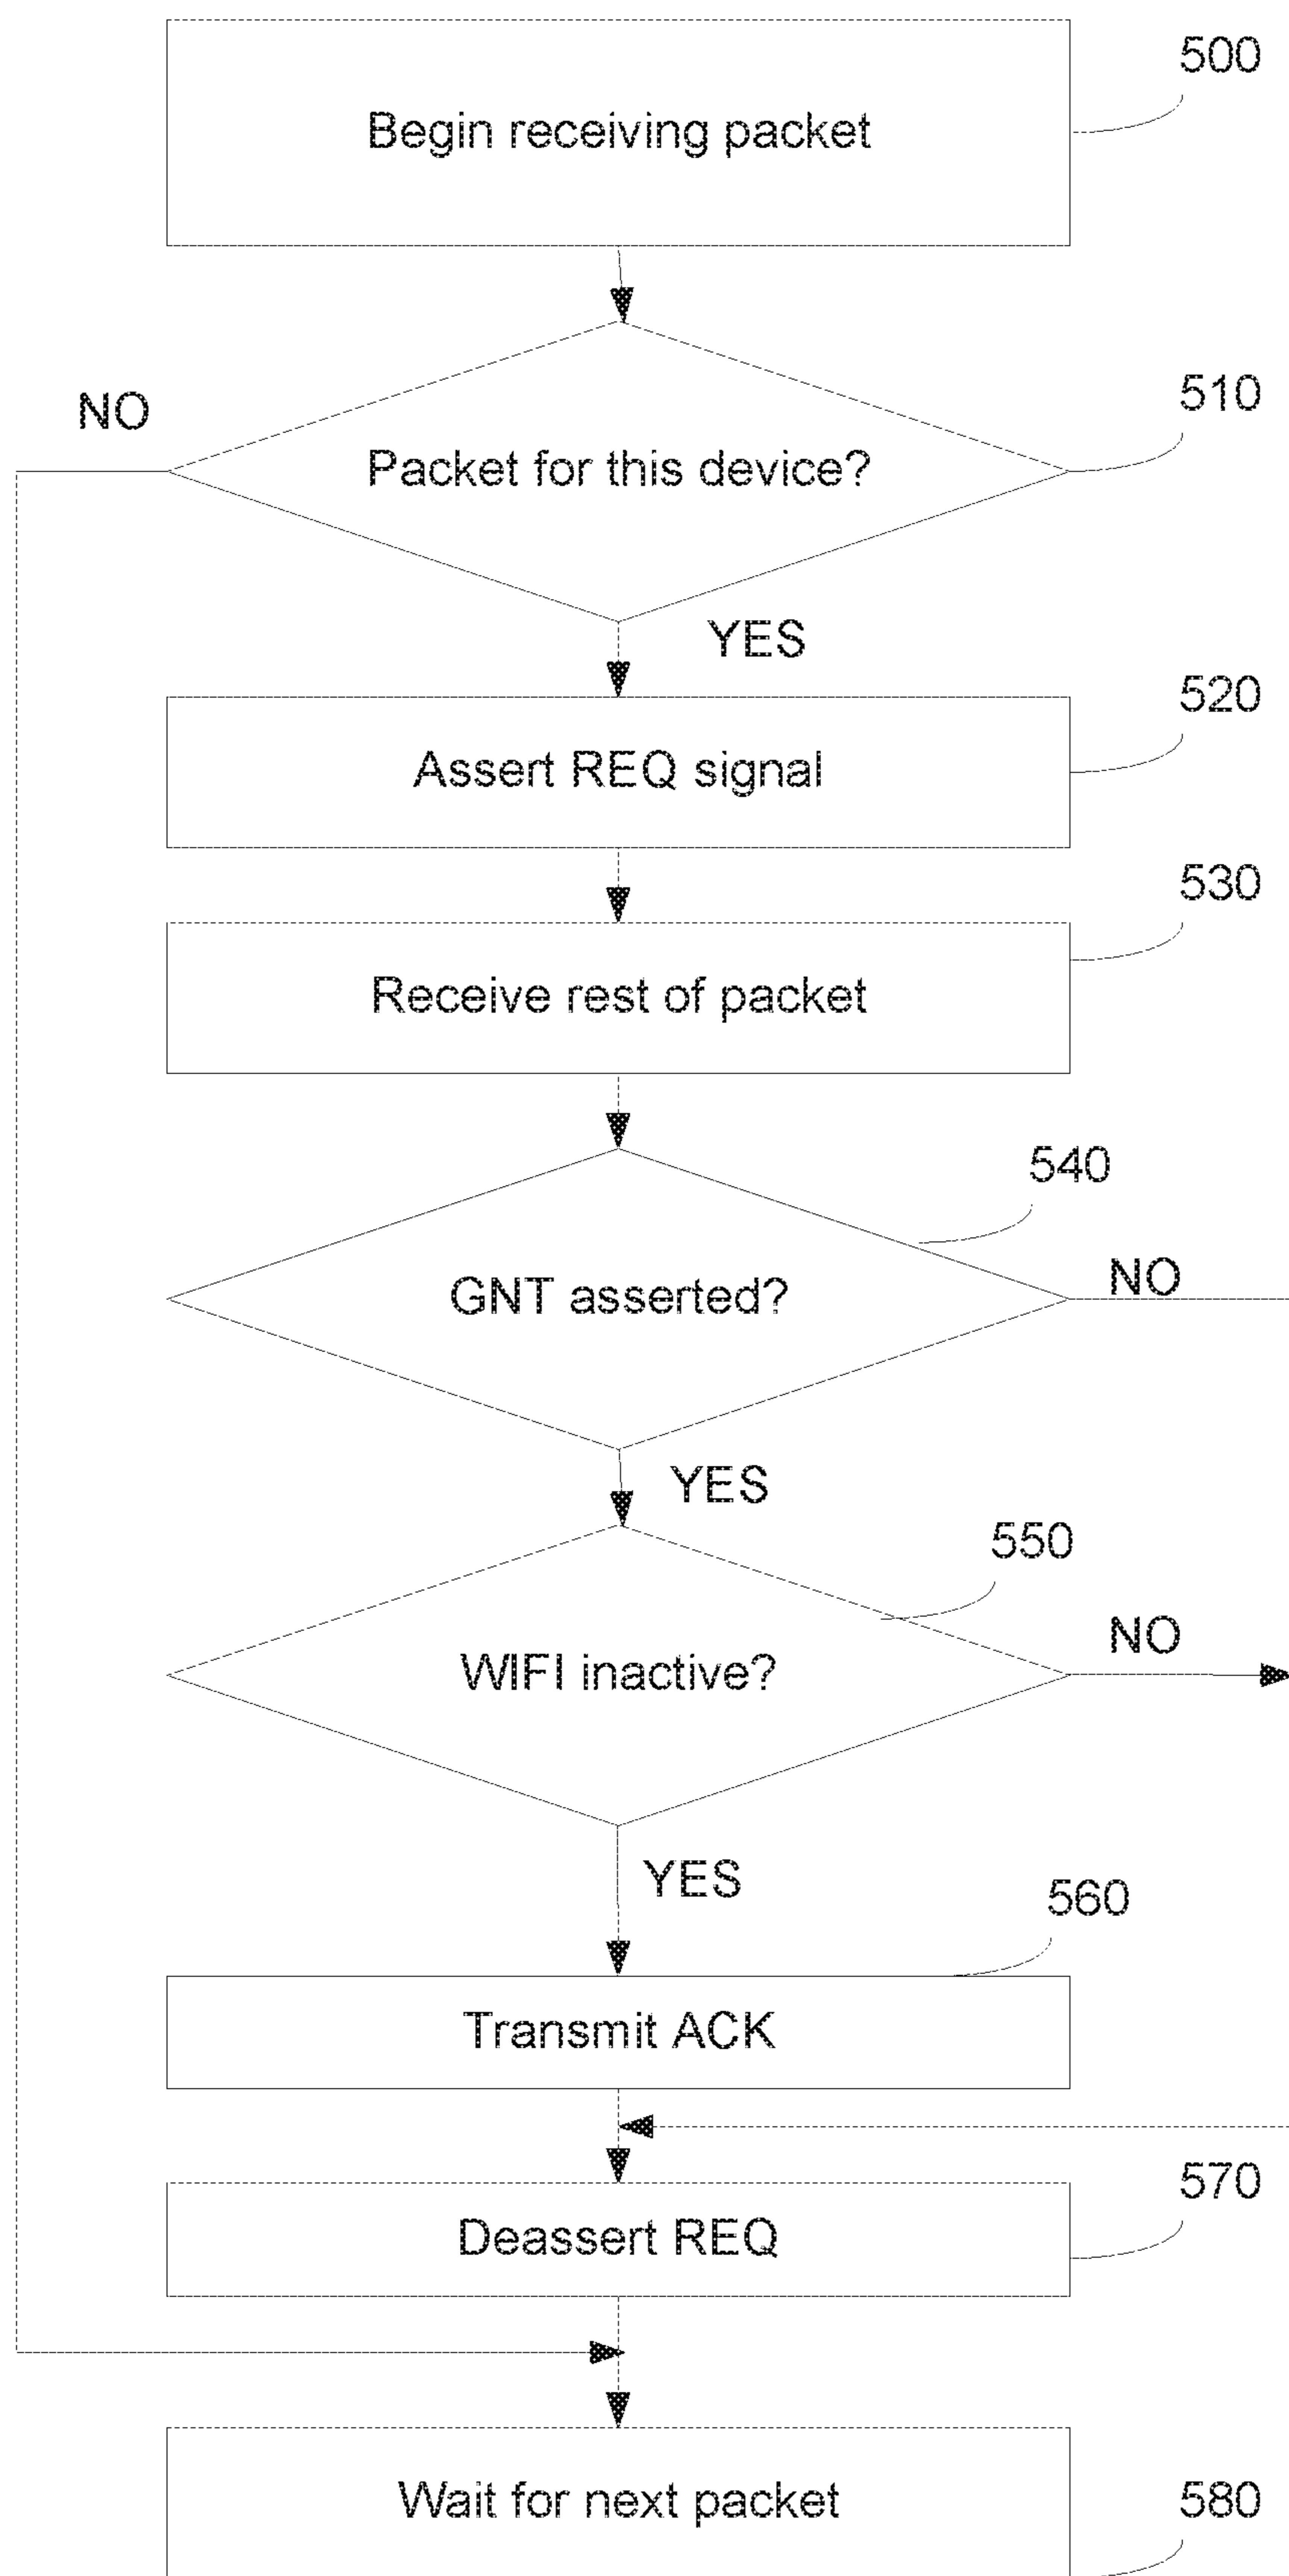 500
Begin receiving packet
510
NO
Packet for this device?
YES
520
Assert REQ signal
530
Receive rest of packet
540
NO
GNT asserted?
YES
550
NO
WIFI inactive?
YES
560
Transmit ACK
570
Deassert REQ
Wait for next packet
580